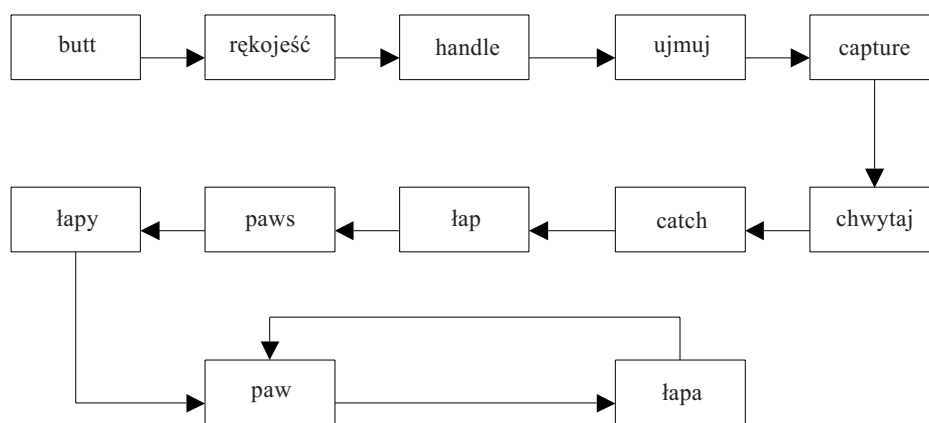 butt
rękojeść
handle
ujmuj
capture
chwytaj
catch
łap
paws
łapy
paw
łapa